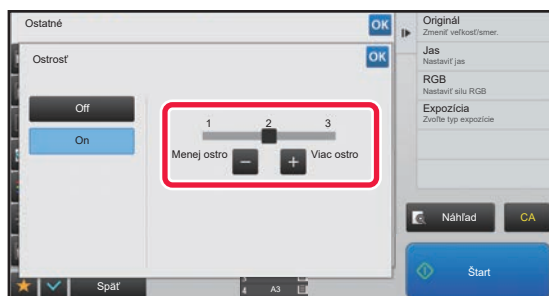 Ostatné
OK
Ostrosť
OK
Off
On
1 2 3
Menej ostro
Viac ostro
Originál
Zmeniť veľkosť/smer.
Jas
Nastaviť jas
RGB
Nastaviť silu RGB
Expozícia
Zvoľte typ expozície
Náhľad
CA
Štart
Späť
4 A3